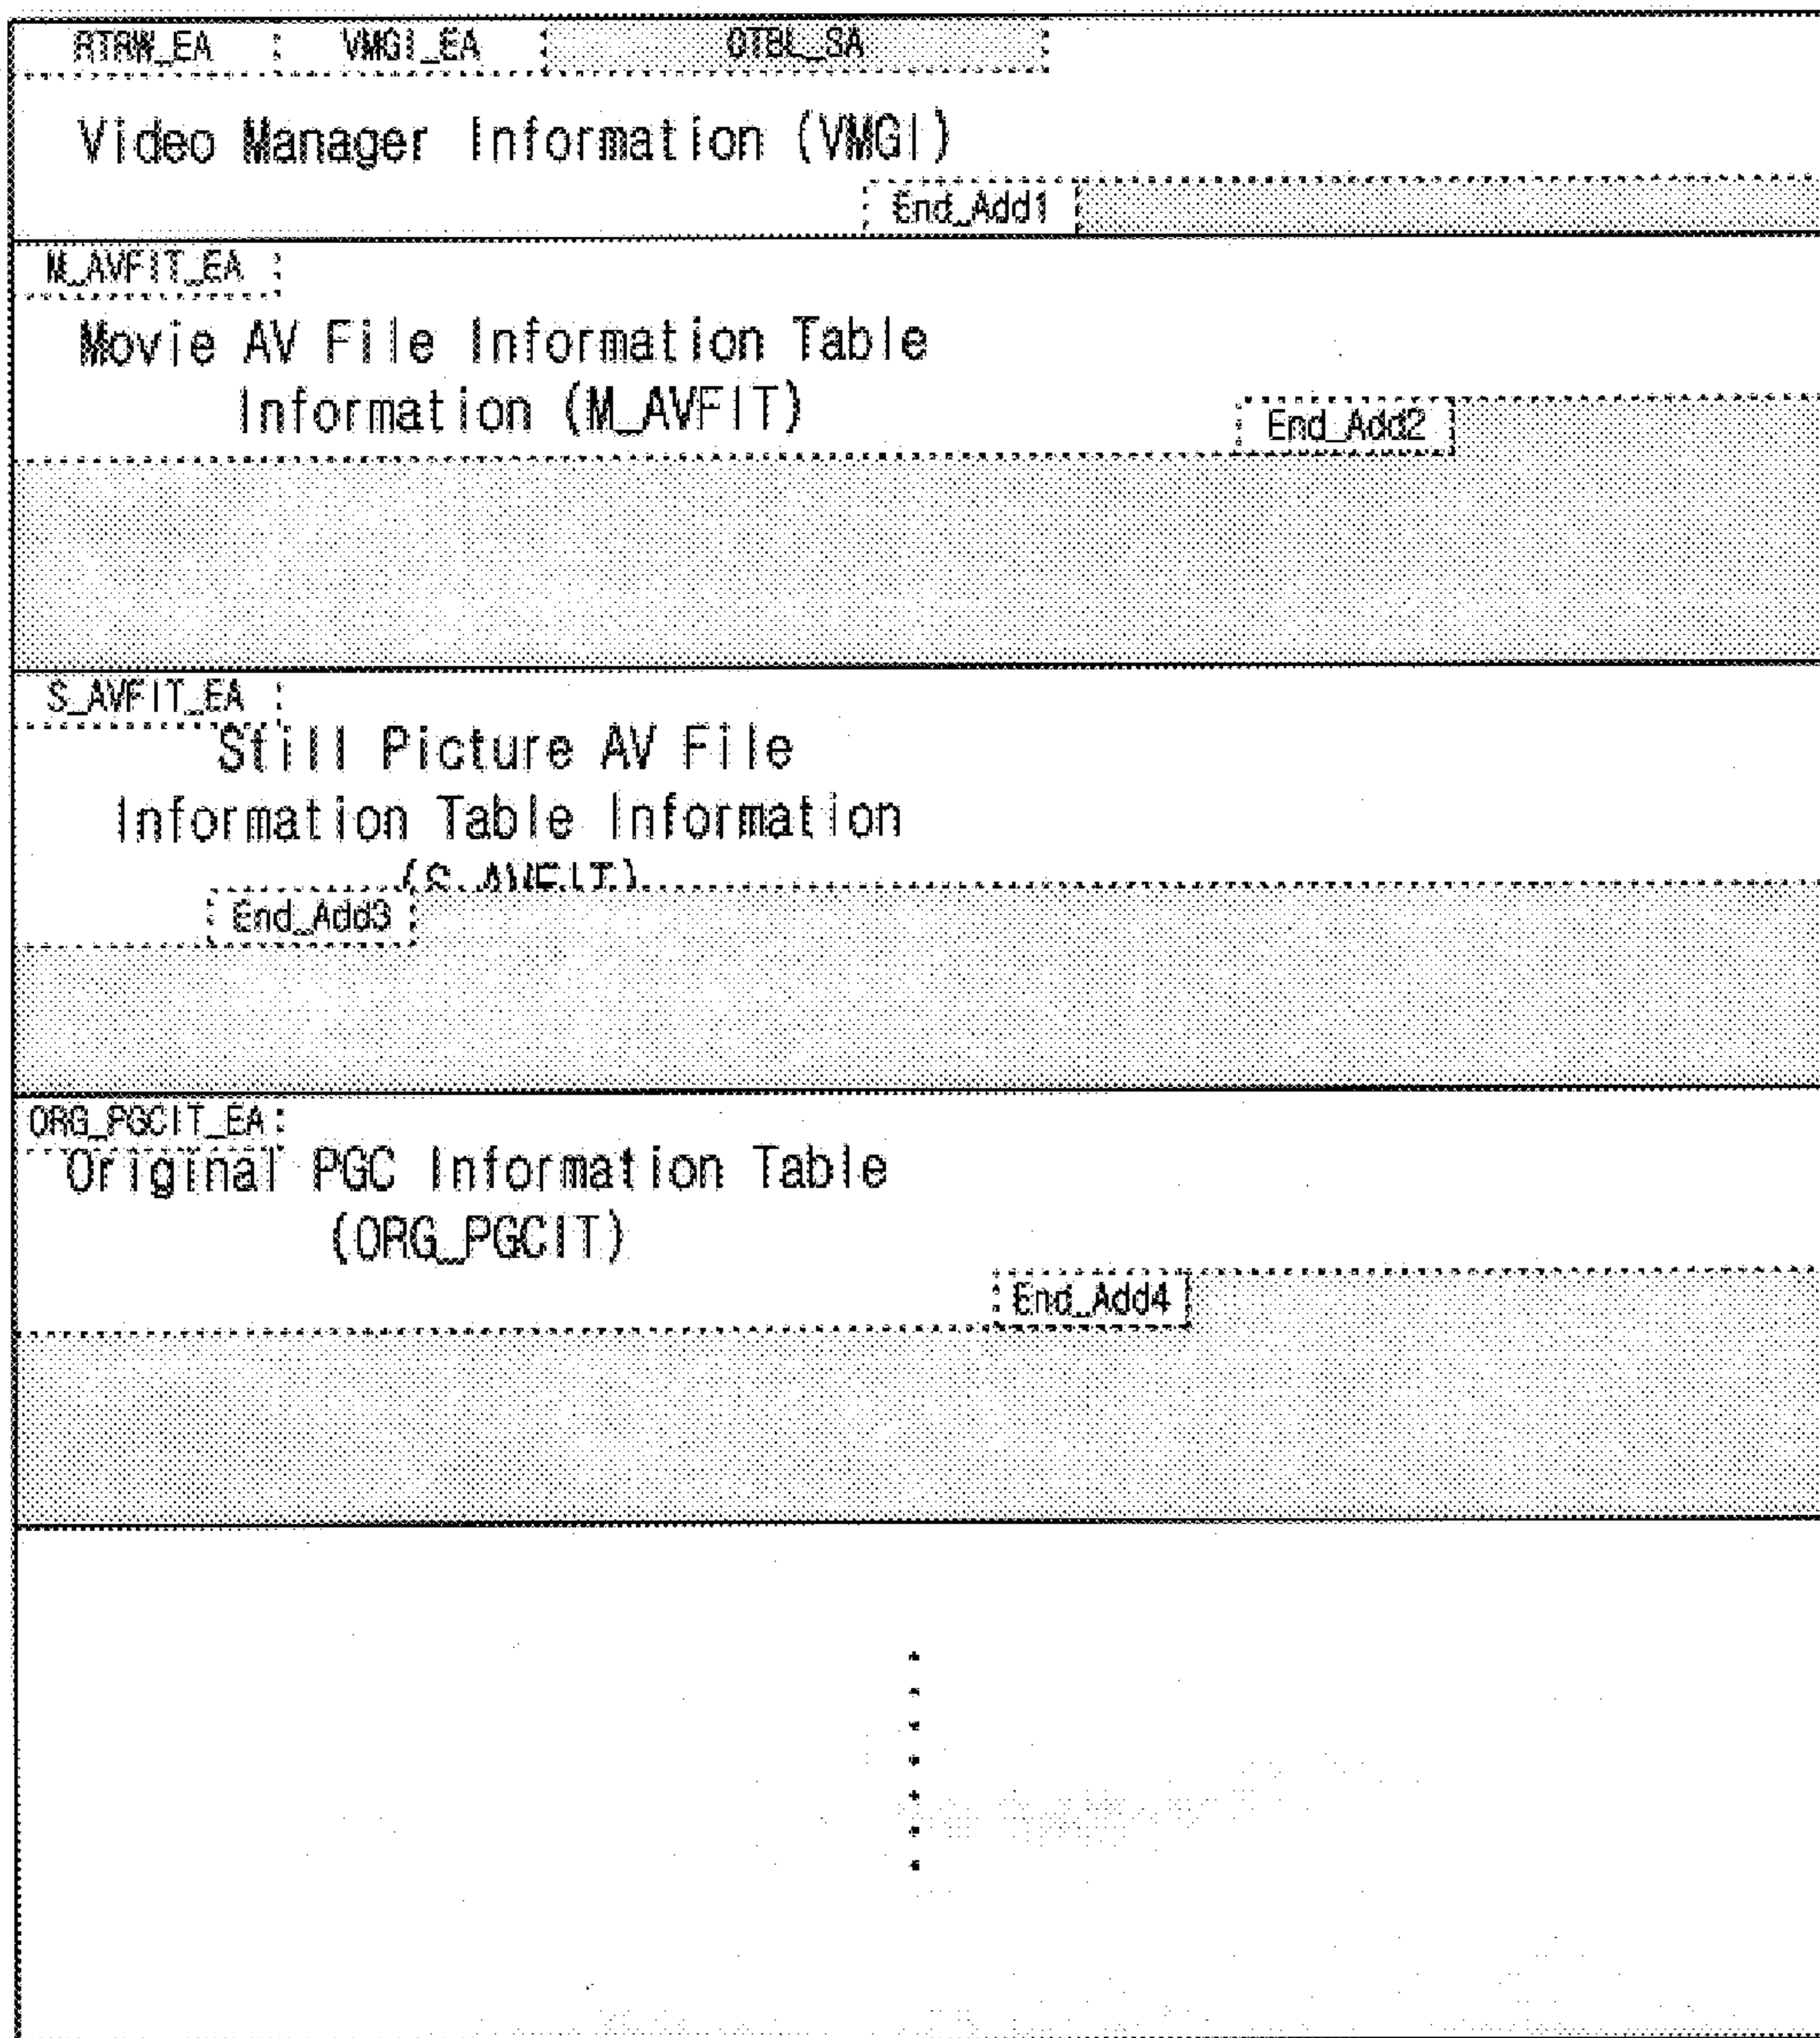 RTRW_EA VMGI_EA OTBL_SA
Video Manager Information (VMGI)
End_Add1
M_AVFIT_EA
Movie AV File Information Table
Information (M_AVFIT)
End_Add2
S_AVFIT_EA
Still Picture AV File
Information Table Information
(S_AVFIT)
End_Add3
ORG_PGCIT_EA
Original PGC Information Table
(ORG_PGCIT)
End_Add4